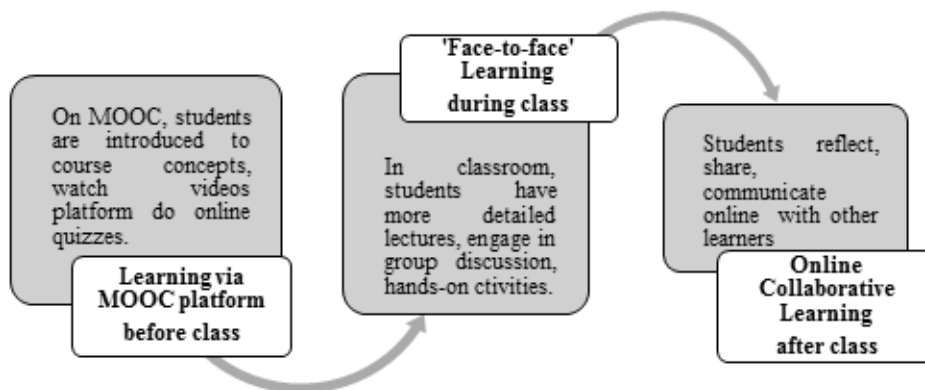 On MOOC, students
are introduced to
course concepts,
watch videos
platform do online
quizzes.
Learning via
MOOC platform
before class
'Face-to-face'
Learning
during class
In classroom,
students have
more detailed
lectures, engage in
group discussion,
hands-on ctivities.
Students reflect,
share,
communicate
online with other
learners
Online
Collaborative
Learning
after class